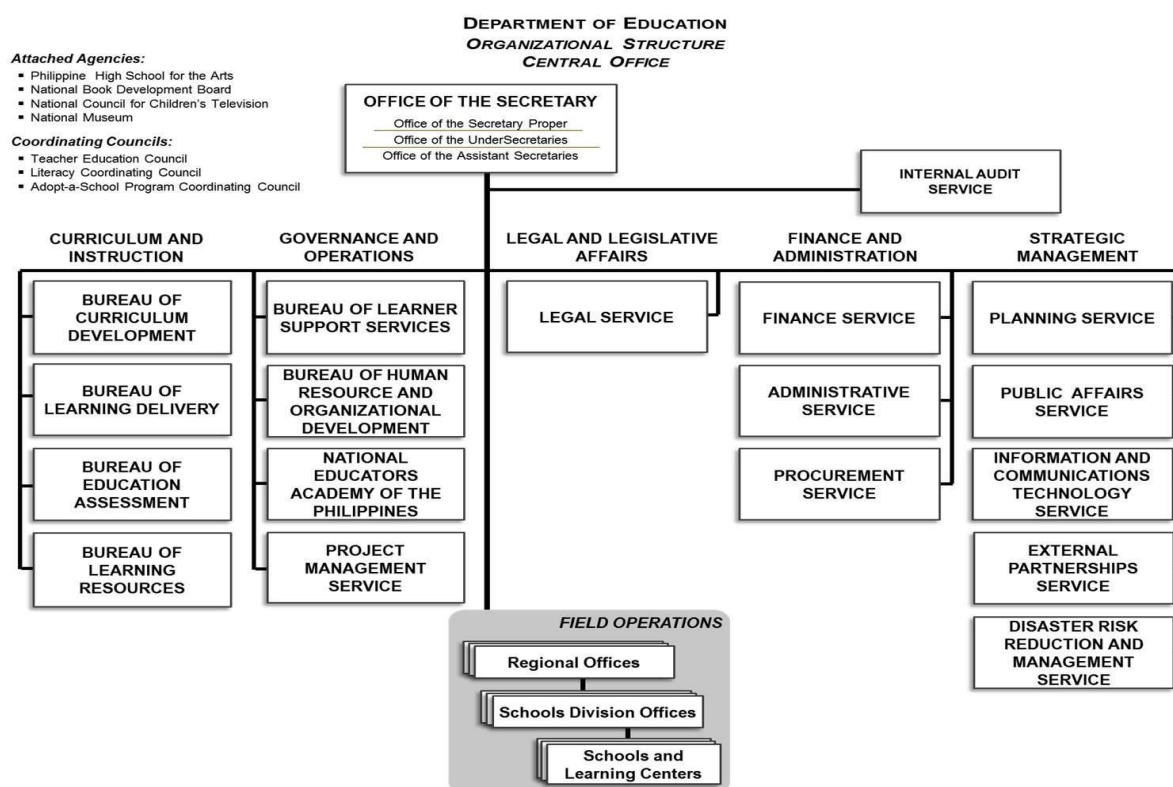 DEPARTMENT OF EDUCATION
ORGANIZATIONAL STRUCTURE
CENTRAL OFFICE
Attached Agencies:
▪ Philippine High School for the Arts
▪ National Book Development Board
▪ National Council for Children's Television
▪ National Museum
Coordinating Councils:
▪ Teacher Education Council
▪ Literacy Coordinating Council
▪ Adopt-a-School Program Coordinating Council
OFFICE OF THE SECRETARY
Office of the Secretary Proper
Office of the UnderSecretaries
Office of the Assistant Secretaries
INTERNAL AUDIT
SERVICE
CURRICULUM AND
INSTRUCTION
BUREAU OF
CURRICULUM
DEVELOPMENT
BUREAU OF
LEARNING DELIVERY
BUREAU OF
EDUCATION
ASSESSMENT
BUREAU OF
LEARNING
RESOURCES
GOVERNANCE AND
OPERATIONS
BUREAU OF LEARNER
SUPPORT SERVICES
BUREAU OF HUMAN
RESOURCE AND
ORGANIZATIONAL
DEVELOPMENT
NATIONAL
EDUCATORS
ACADEMY OF THE
PHILIPPINES
PROJECT
MANAGEMENT
SERVICE
LEGAL AND LEGISLATIVE
AFFAIRS
LEGAL SERVICE
FINANCE AND
ADMINISTRATION
FINANCE SERVICE
ADMINISTRATIVE
SERVICE
PROCUREMENT
SERVICE
STRATEGIC
MANAGEMENT
PLANNING SERVICE
PUBLIC AFFAIRS
SERVICE
INFORMATION AND
COMMUNICATIONS
TECHNOLOGY
SERVICE
EXTERNAL
PARTNERSHIPS
SERVICE
DISASTER RISK
REDUCTION AND
MANAGEMENT
SERVICE
FIELD OPERATIONS
Regional Offices
Schools Division Offices
Schools and
Learning Centers